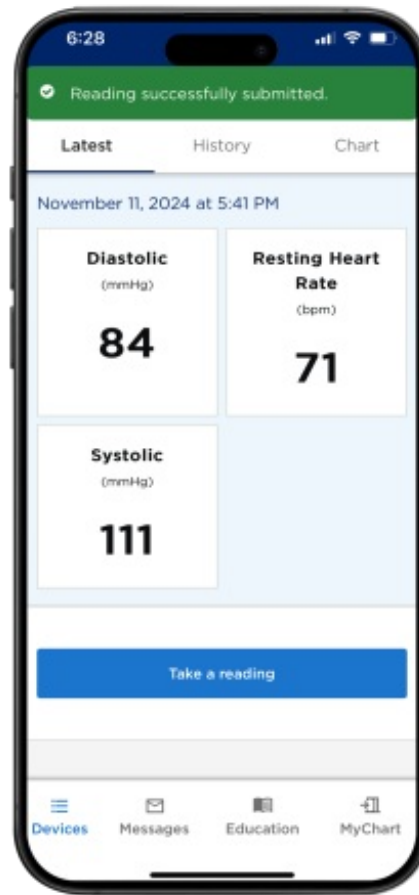 6:28
Reading successfully submitted.
Latest History Chart
November 11, 2024 at 5:41 PM
Diastolic
(mmHg)
84
Resting Heart
Rate
(bpm)
71
Systolic
(mmHg)
111
Take a reading
Devices Messages Education MyChart